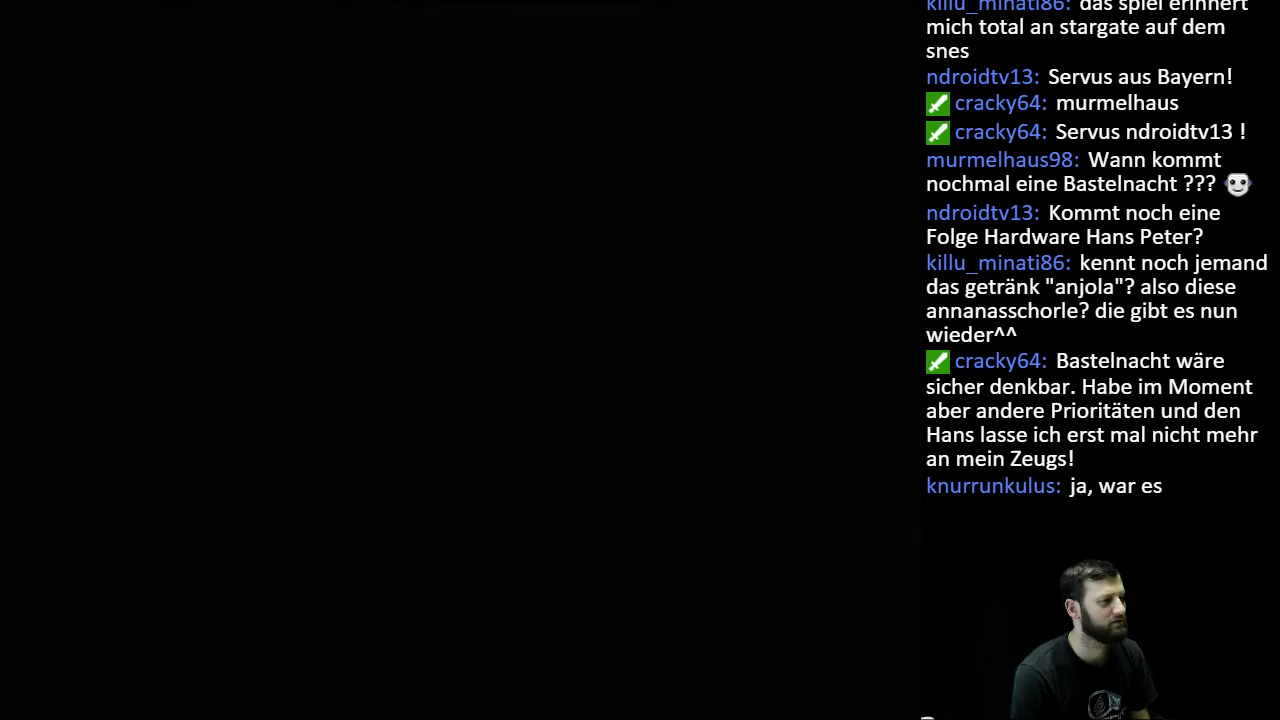 killu_minati86: das spiel erinnert
mich total an stargate auf dem
snes
ndroidtv13: Servus aus Bayern!
cracky64: murmelhaus
cracky64: Servus ndroidtv13 !
murmelhaus98: Wann kommt
nochmal eine Bastelnacht ???
ndroidtv13: Kommt noch eine
Folge Hardware Hans Peter?
killu_minati86: kennt noch jemand
das getränk "anjola"? also diese
annanasschorle? die gibt es nun
wieder^^
cracky64: Bastelnacht wäre
sicher denkbar. Habe im Moment
aber andere Prioritäten und den
Hans lasse ich erst mal nicht mehr
an mein Zeugs!
knurrunkulus: ja, war es